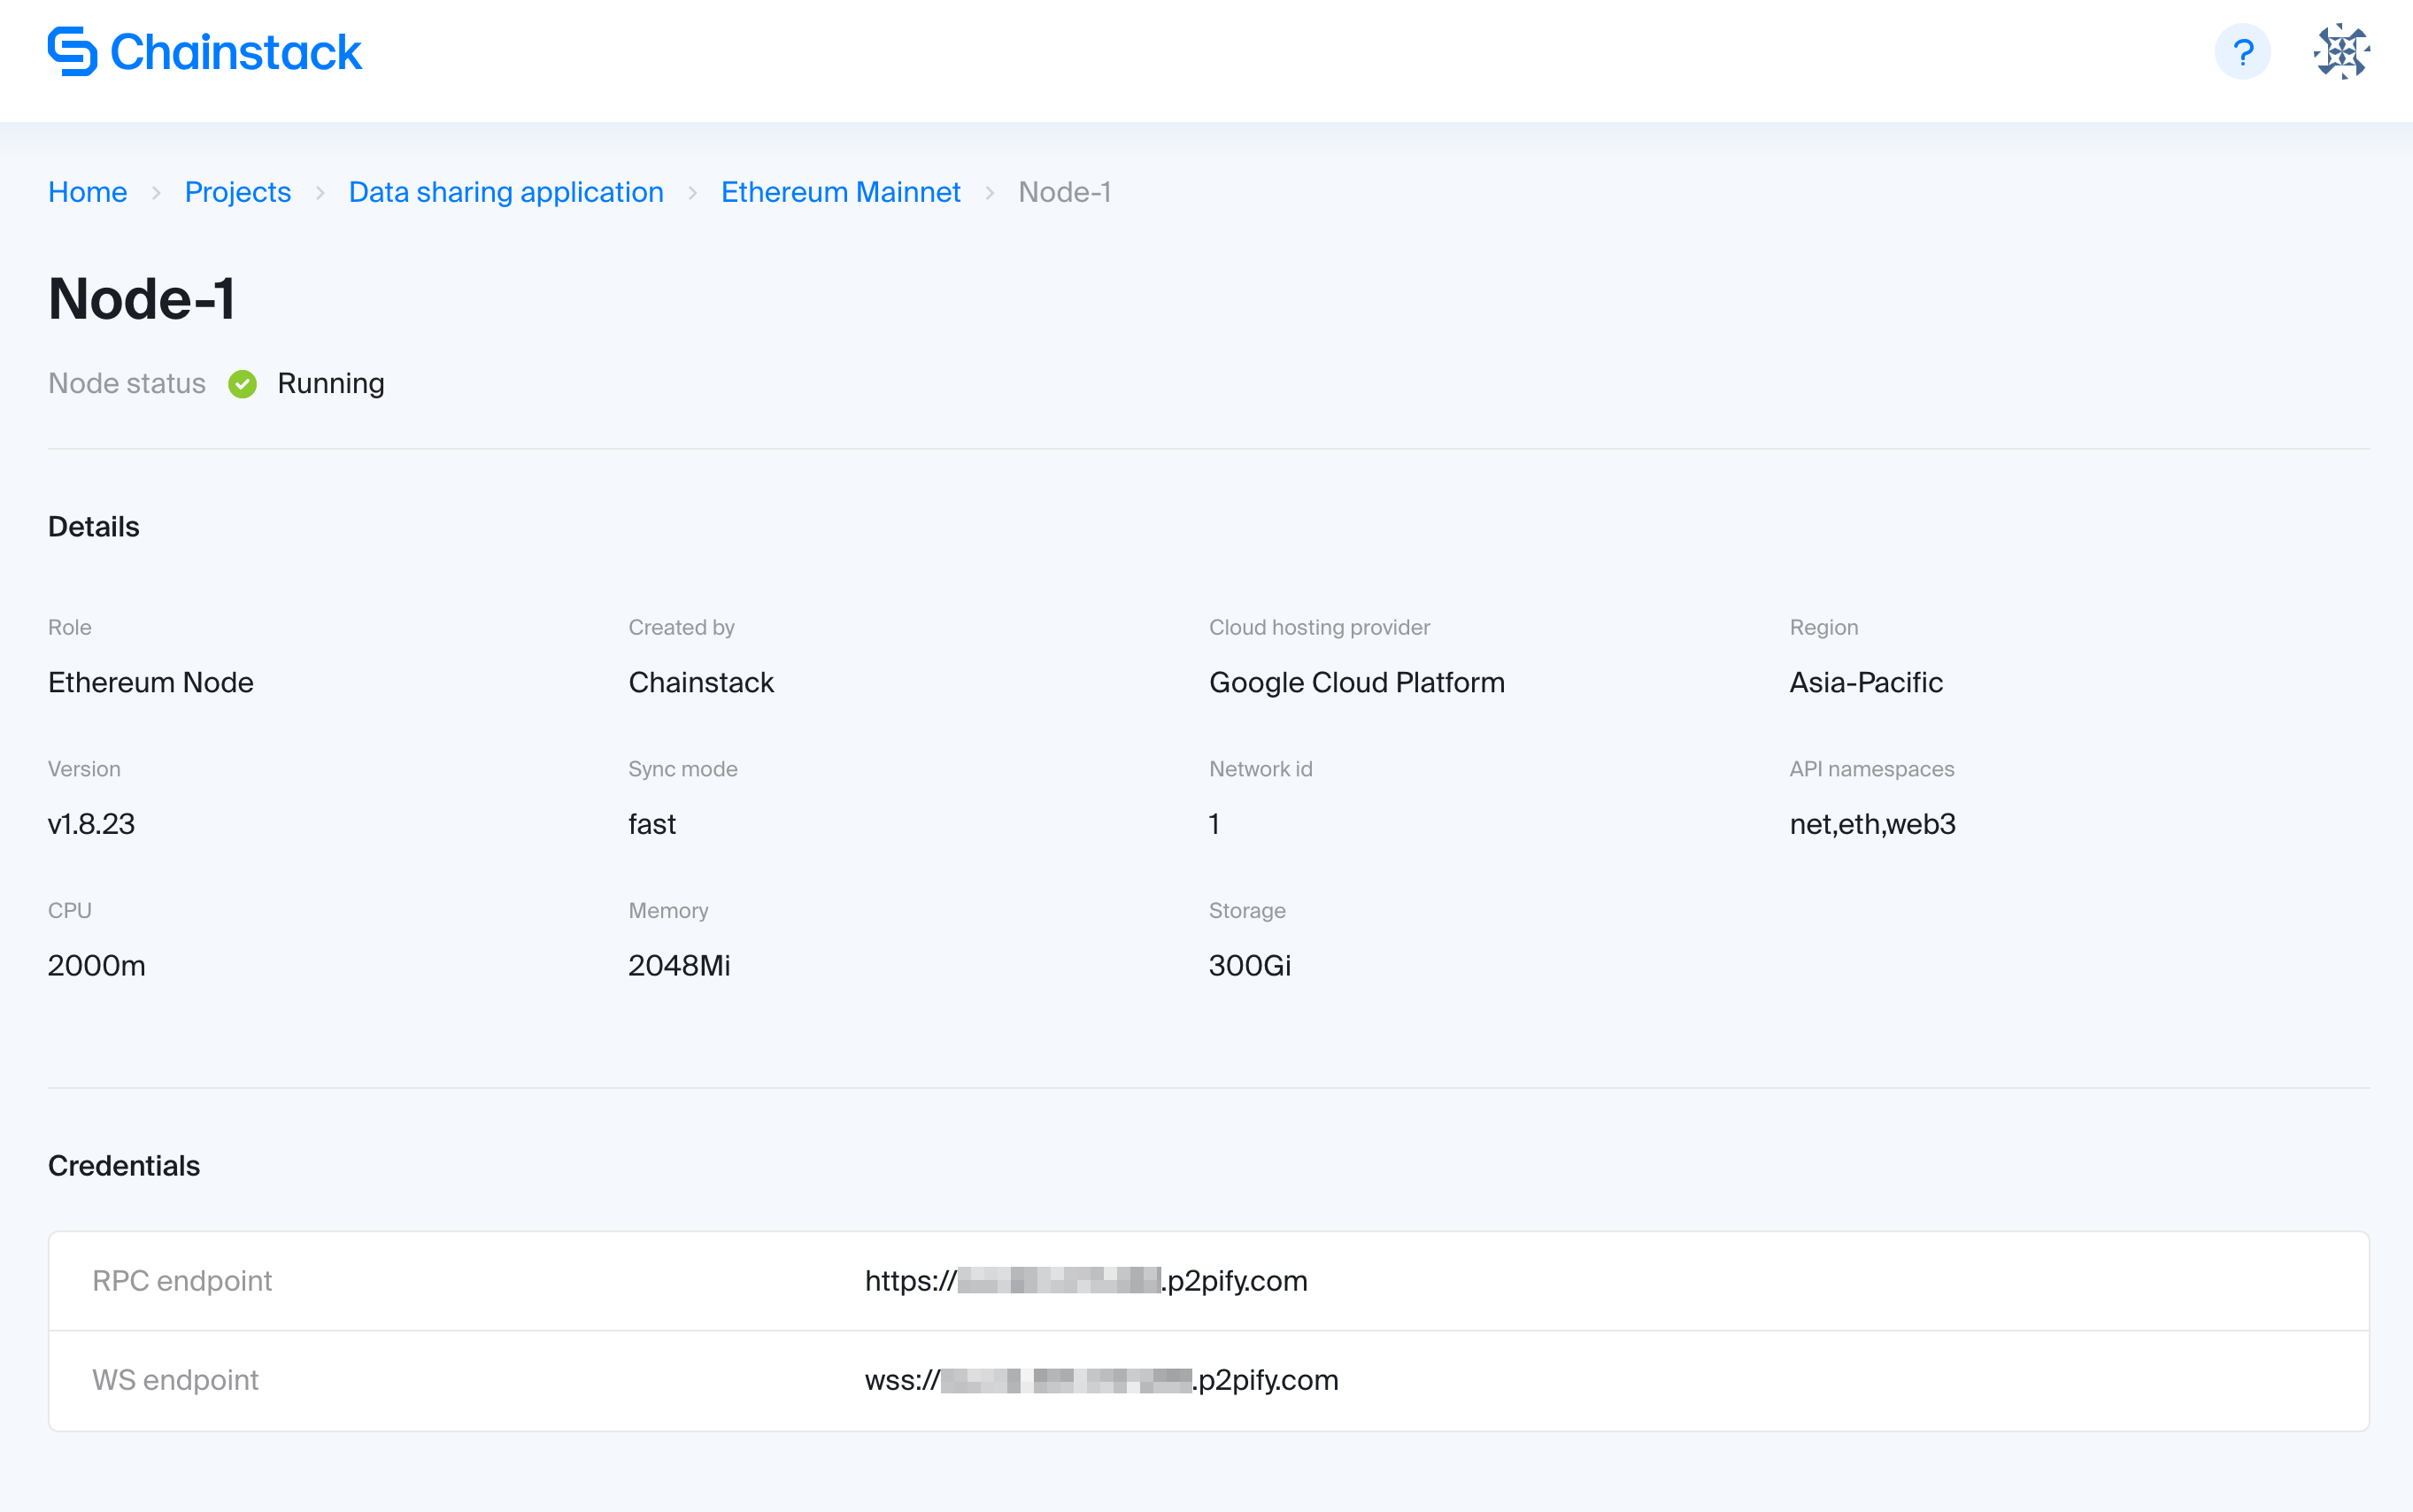 Chainstack
?
Home > Projects > Data sharing application > Ethereum Mainnet > Node-1
Node-1
Node status Running
Details
Role Created by Cloud hosting provider Region
Ethereum Node Chainstack Google Cloud Platform Asia-Pacific
Version Sync mode Network id API namespaces
v1.8.23 fast 1 net,eth,web3
CPU Memory Storage
2000m 2048Mi 300Gi
Credentials
RPC endpoint https:// .p2pify.com
WS endpoint wss:// .p2pify.com